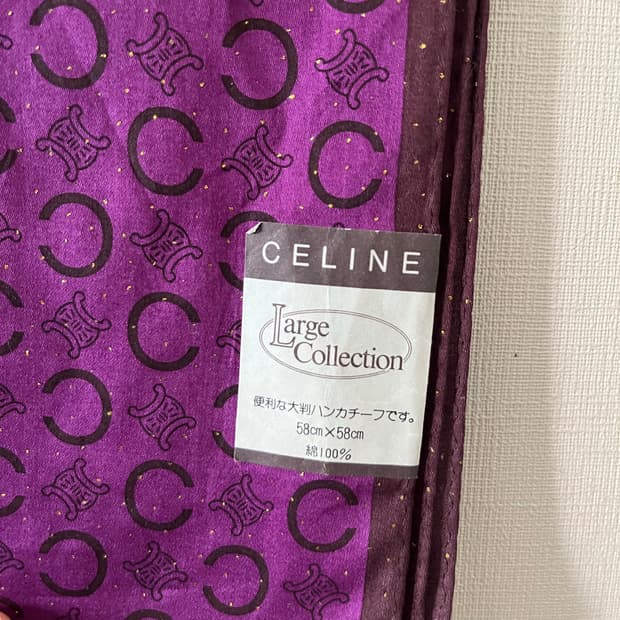 CELINE
Large
Collection
便利な大判ハンカチーフです。
58cm×58cm
綿100%